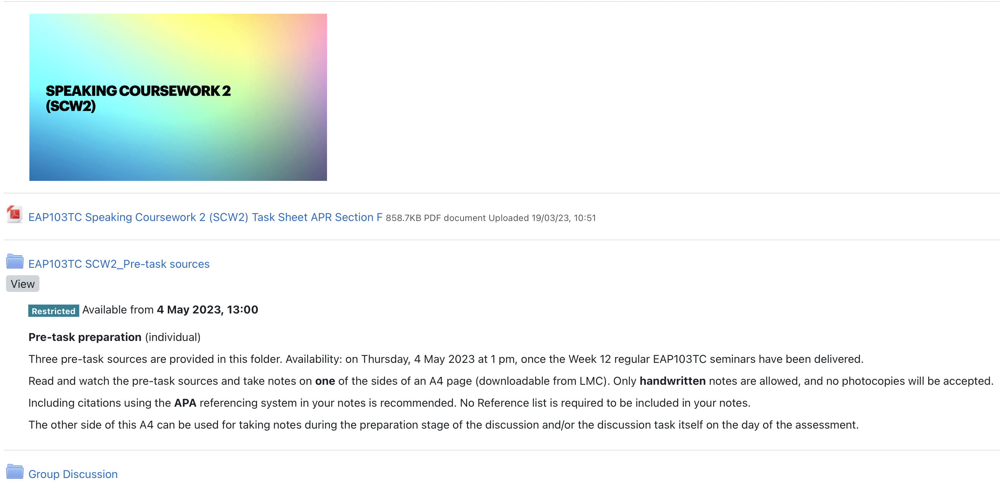 SPEAKING COURSEWORK 2
(SCW2)
EAP103TC Speaking Coursework 2 (SCW2) Task Sheet APR Section F 858.7KB PDF document Uploaded 19/03/23, 10:51
EAP103TC SCW2_Pre-task sources
View
Restricted Available from 4 May 2023, 13:00
Pre-task preparation (individual)
Three pre-task sources are provided in this folder. Availability: on Thursday, 4 May 2023 at 1 pm, once the Week 12 regular EAP103TC seminars have been delivered.
Read and watch the pre-task sources and take notes on one of the sides of an A4 page (downloadable from LMC). Only handwritten notes are allowed, and no photocopies will be accepted.
Including citations using the APA referencing system in your notes is recommended. No Reference list is required to be included in your notes.
The other side of this A4 can be used for taking notes during the preparation stage of the discussion and/or the discussion task itself on the day of the assessment.
Group Discussion